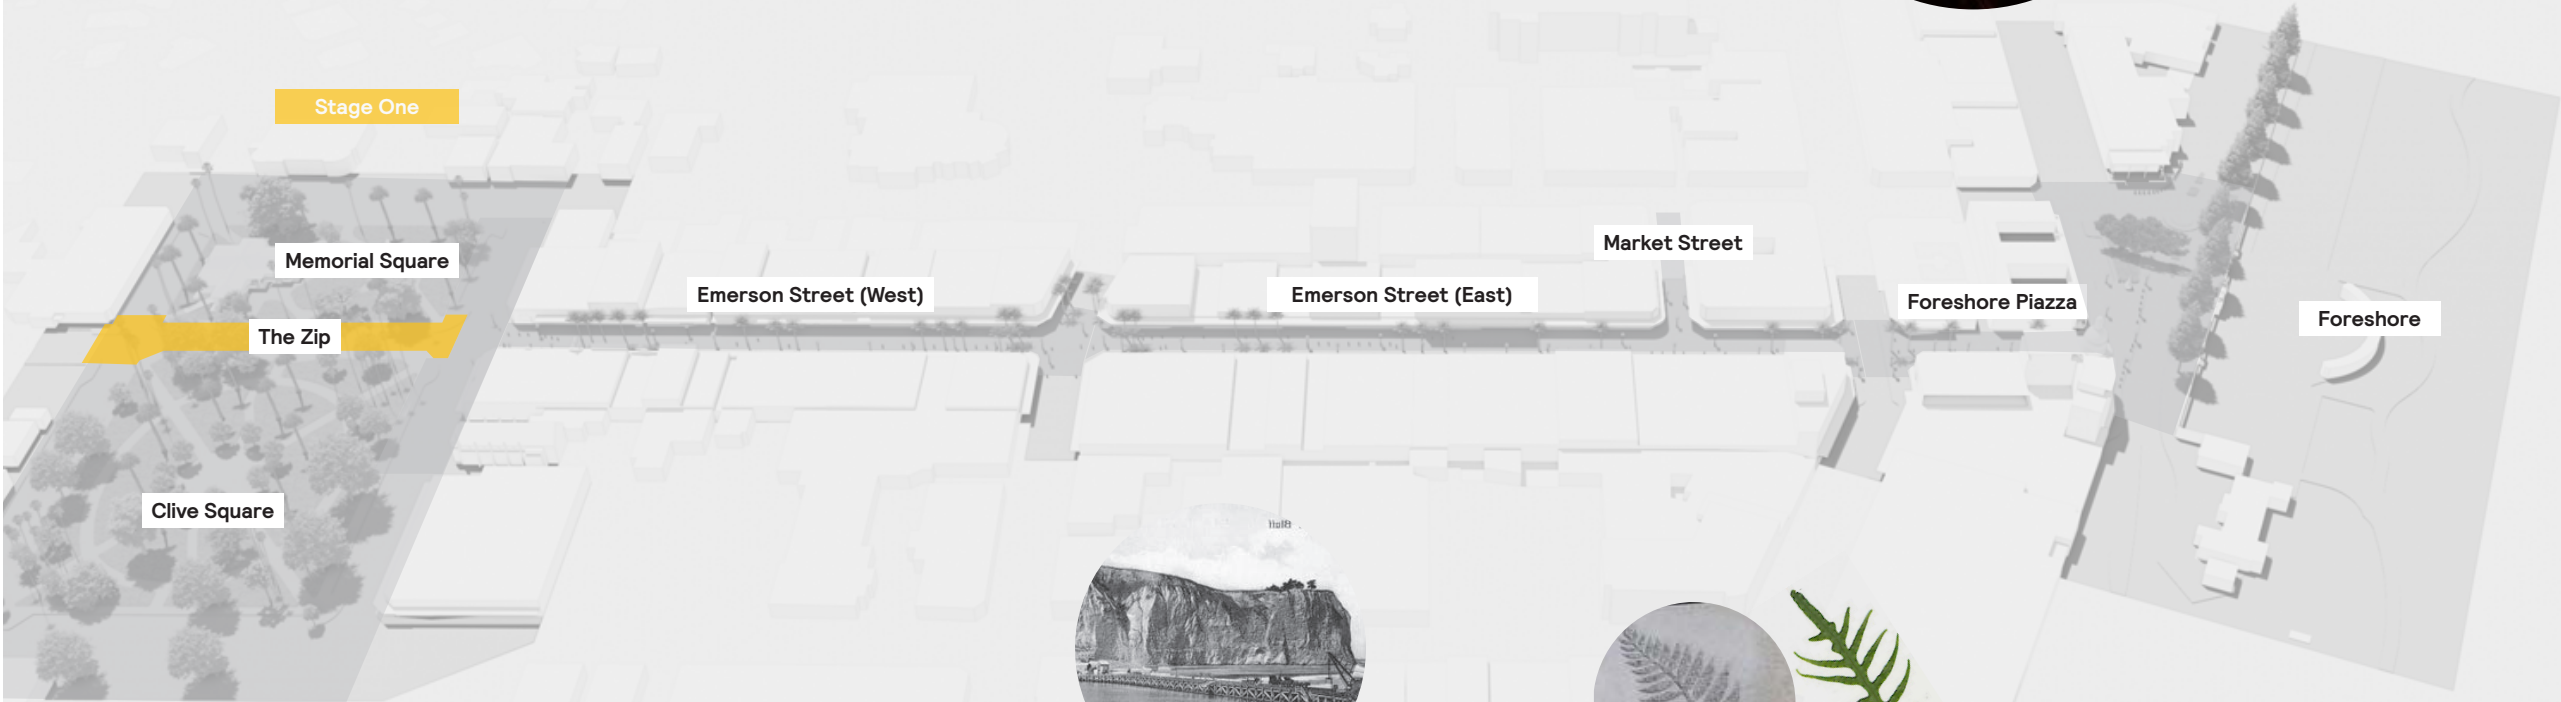 Stage One
Memorial Square
The Zip
Clive Square
Emerson Street (West)
Emerson Street (East)
Market Street
Foreshore Piazza
Foreshore